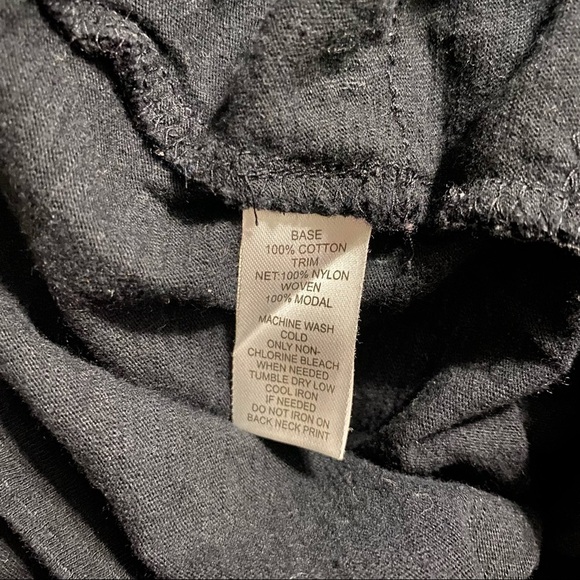 BASE
100% COTTON
TRIM
NET:100% NYLON
WOVEN
100% MODAL
MACHINE WASH
COLD
ONLY NON-
CHLORINE BLEACH
WHEN NEEDED
TUMBLE DRY LOW
COOL IRON
IF NEEDED
DO NOT IRON ON
BACK NECK PRINT